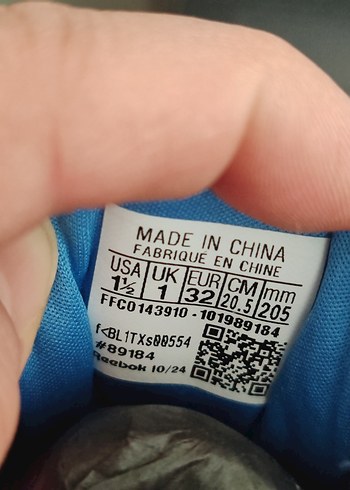 MADE IN CHINA
FABRIQUE EN CHINE
USA UK EUR CM mm
1½ 1 32 20.5 205
FFC0143910 - 101989184
f<BL1TXs00554
#89184
Reebok 10/24